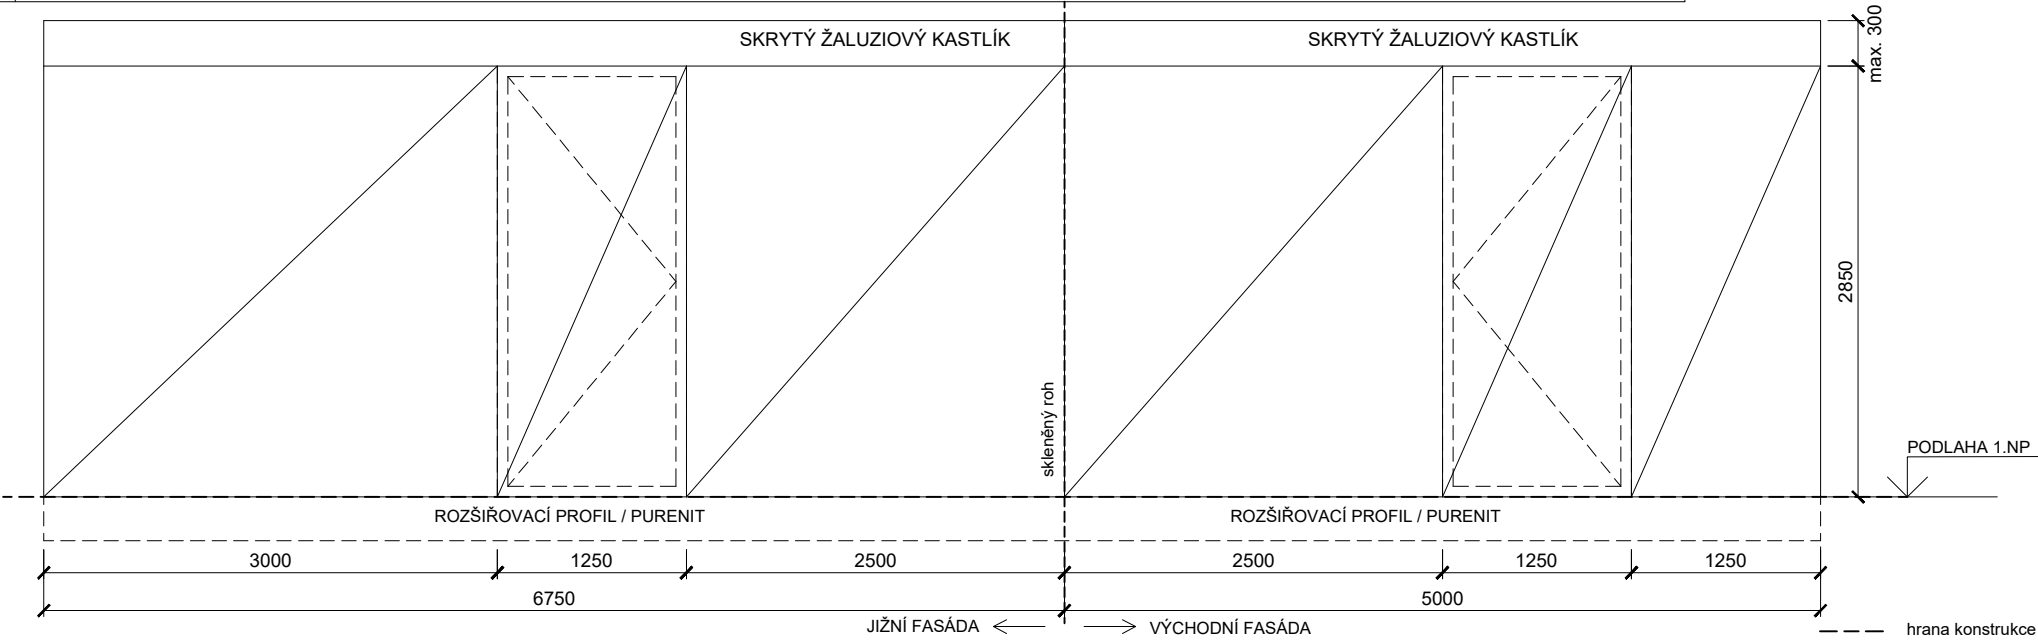 SKRYTÝ ŽALUZIOVÝ KASTLÍK
SKRYTÝ ŽALUZIOVÝ KASTLÍK
max. 300
2850
skleněný roh
PODLAHA 1.NP
ROZŠIŘOVACÍ PROFIL / PURENIT
ROZŠIŘOVACÍ PROFIL / PURENIT
3000
1250
2500
2500
1250
1250
6750
5000
JIŽNÍ FASÁDA
VÝCHODNÍ FASÁDA
hrana konstrukce